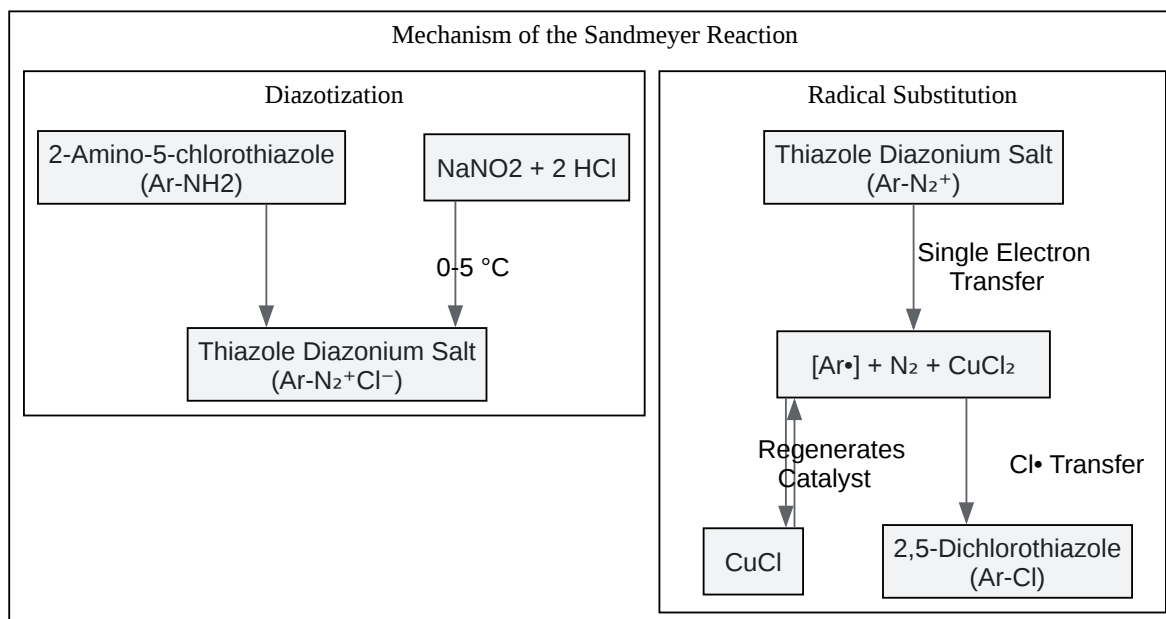 Mechanism of the Sandmeyer Reaction
Diazotization
2-Amino-5-chlorothiazole
(Ar-NH2)
NaNO2 + 2 HCl
0-5 °C
Thiazole Diazonium Salt
(Ar-N₂⁺Cl⁻)
Radical Substitution
Thiazole Diazonium Salt
(Ar-N₂⁺)
Single Electron
Transfer
[Ar•] + N₂ + CuCl₂
Regenerates
Catalyst
Cl• Transfer
CuCl
2,5-Dichlorothiazole
(Ar-Cl)